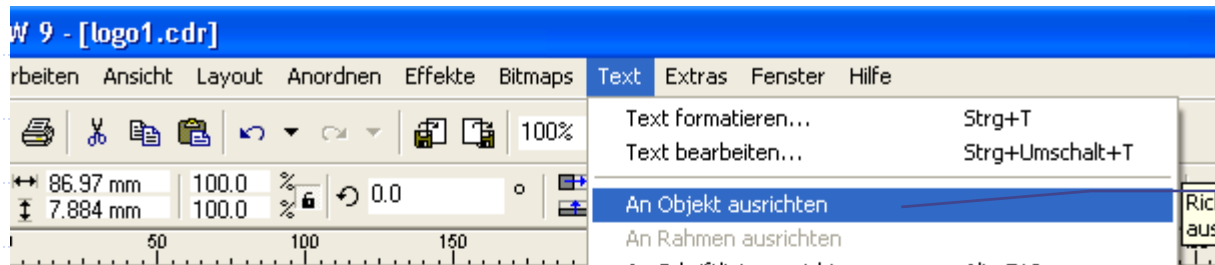 W 9 - [logo1.cdr]
rbeiten Ansicht Layout Anordnen Effekte Bitmaps Text Extras Fenster Hilfe
100%
Text formatieren... Strg+T
Text bearbeiten... Strg+Umschalt+T
86.97 mm 100.0 % 0.0 °
7.884 mm 100.0 %
An Objekt ausrichten
Ric
aus
An Rahmen ausrichten
50 100 150